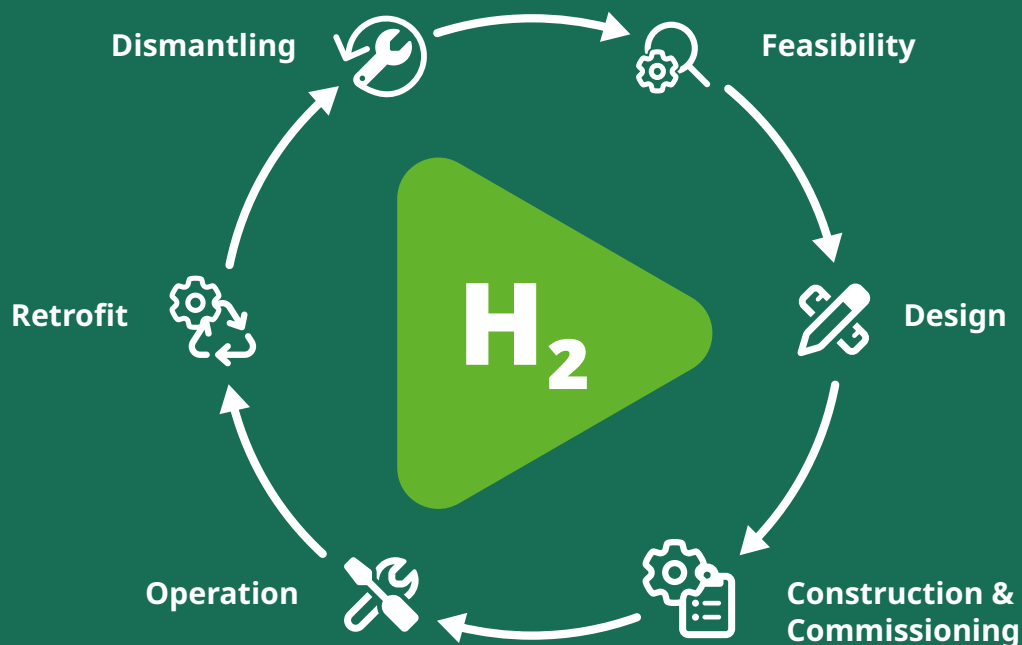 Dismantling
Feasibility
Retrofit
H₂
Design
Operation
Construction &
Commissioning